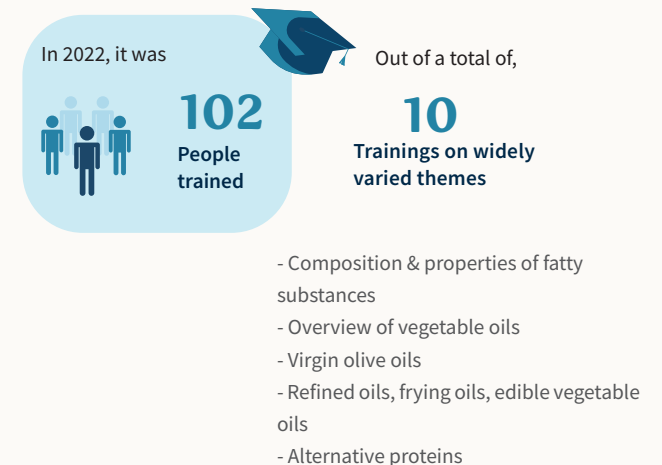 In 2022, it was
102
People
trained
Out of a total of,
10
Trainings on widely
varied themes
- Composition & properties of fatty
substances
- Overview of vegetable oils
- Virgin olive oils
- Refined oils, frying oils, edible vegetable
oils
- Alternative proteins